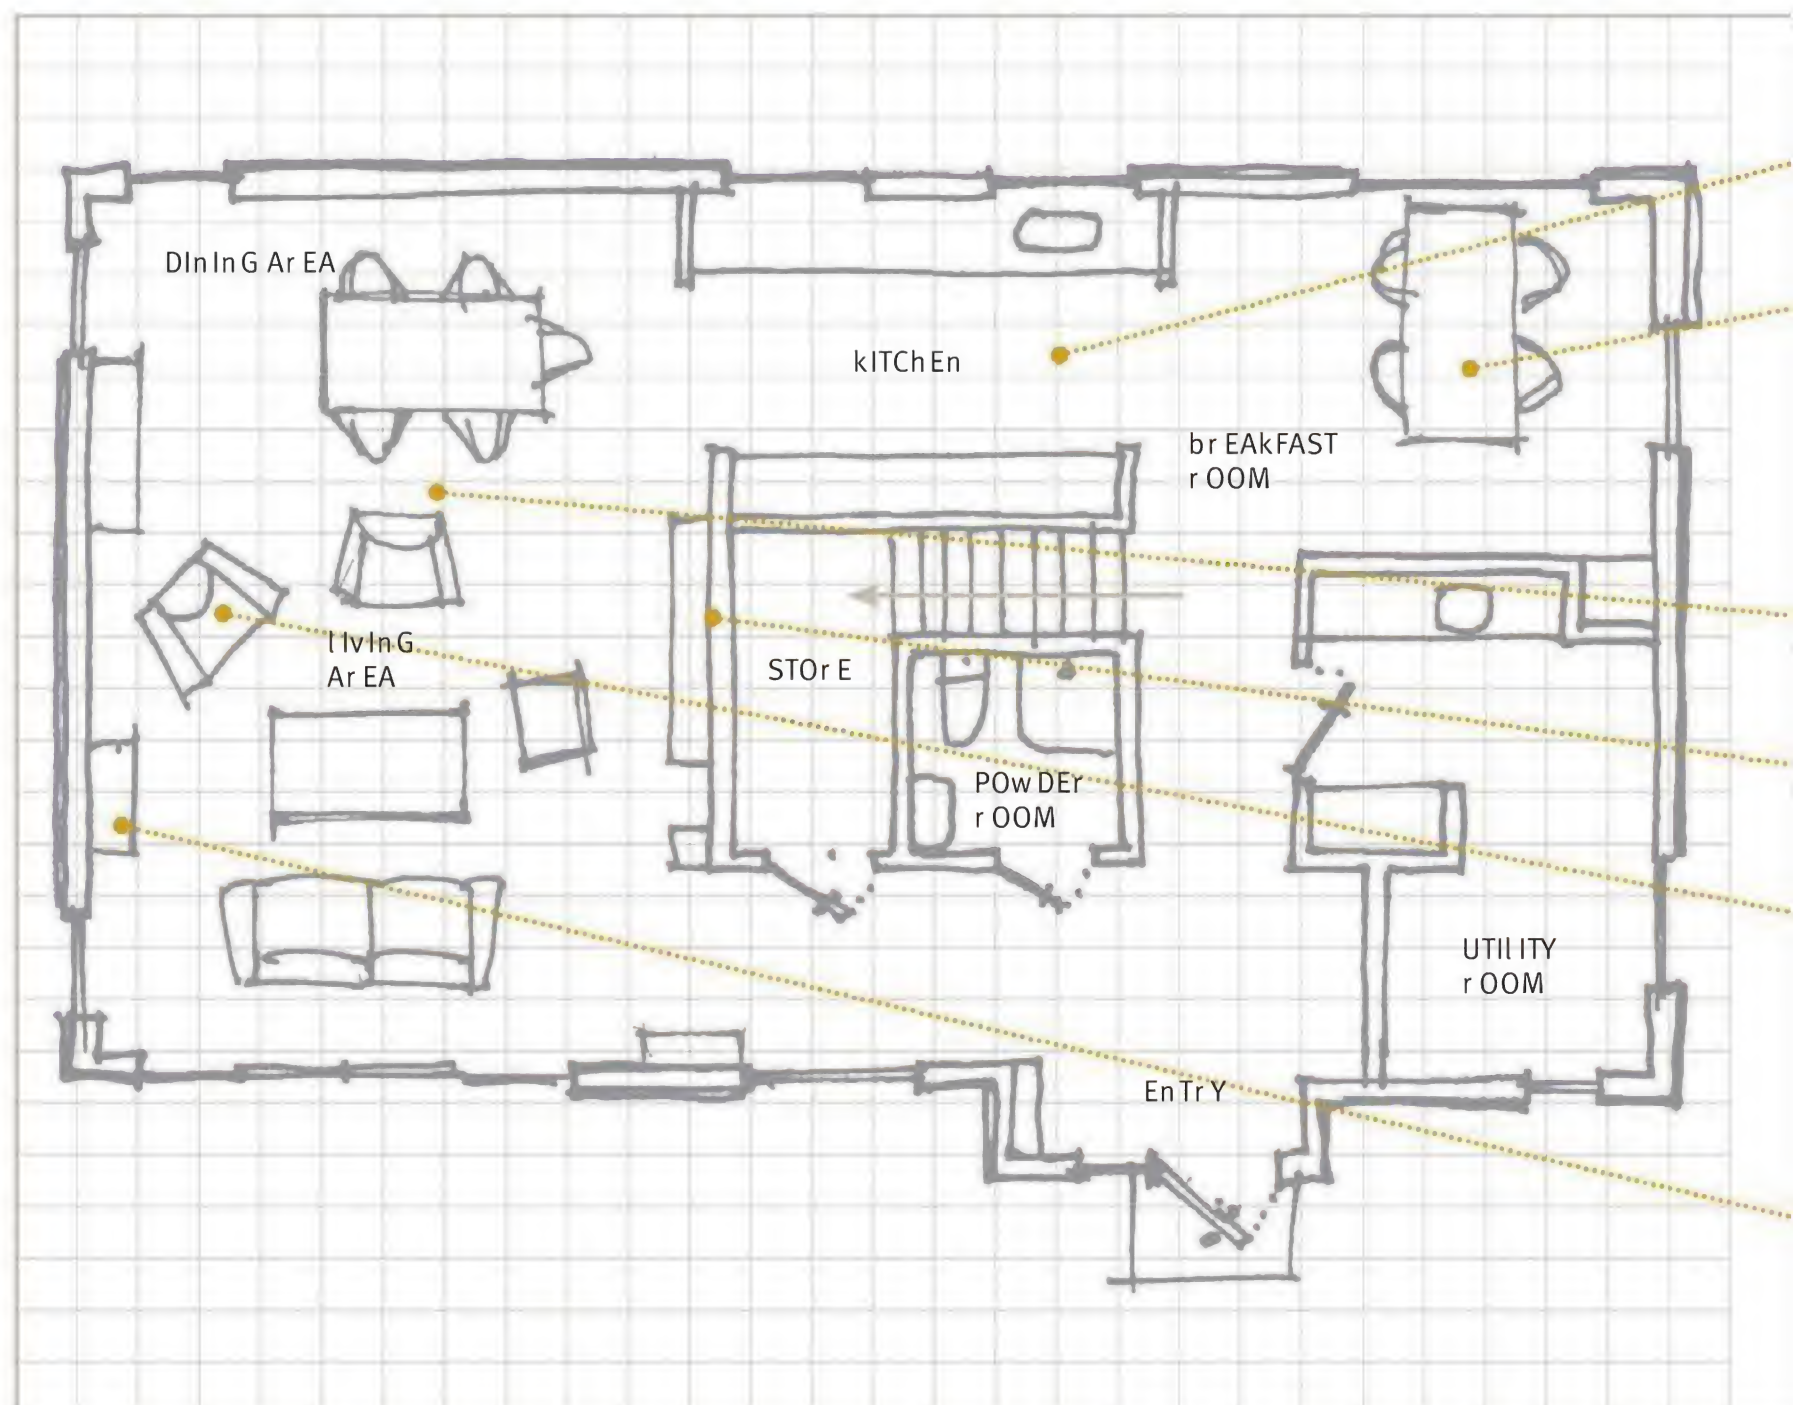 DInInG ArEA
kITChEn
brEAkFAST
rOOM
lIvInG
ArEA
STOrE
POwDEr
rOOM
UTIlITY
rOOM
EnTrY